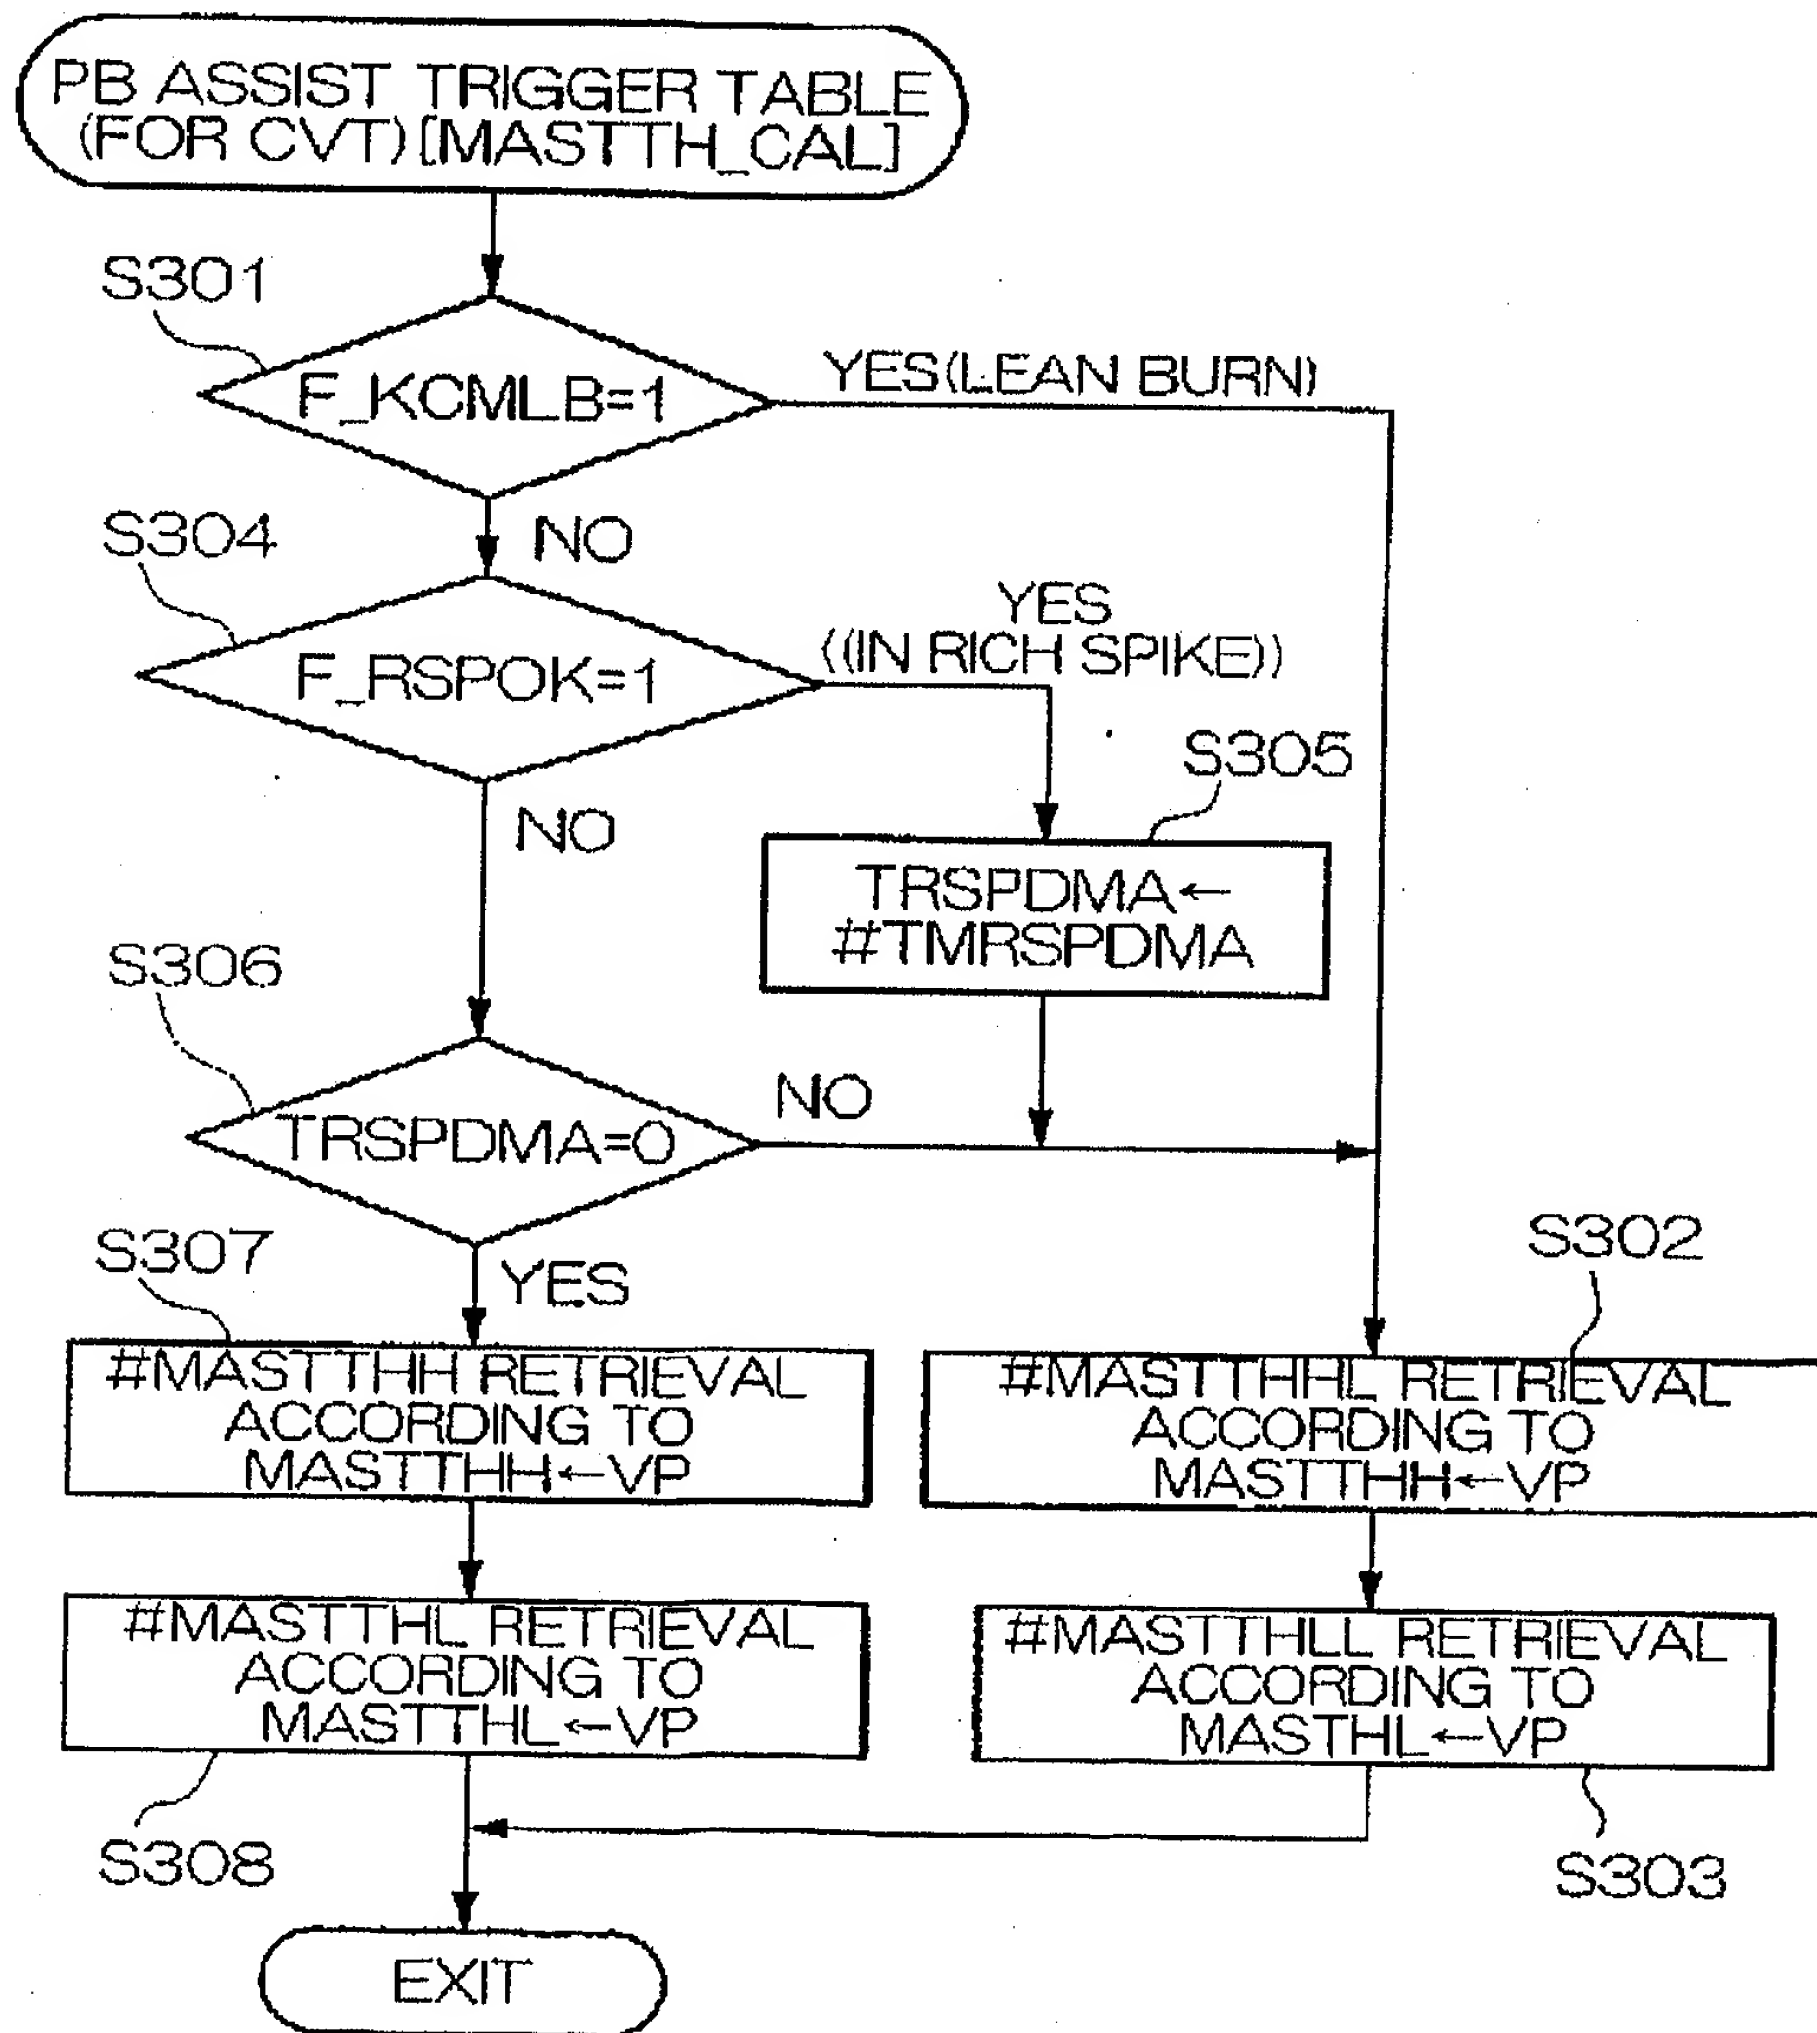 PB ASSIST TRIGGER TABLE
(FOR CVT) [MASTTH_CAL]
S301
F_KCMLB=1
YES(LEAN BURN)
NO
S304
F_RSPOK=1
YES
((IN RICH SPIKE))
NO
S305
TRSPDMA←
#TMRSPDMA
S306
TRSPDMA=0
NO
YES
S307
#MASTTHH RETRIEVAL
ACCORDING TO
MASTTHH←VP
S302
#MASTTHHL RETRIEVAL
ACCORDING TO
MASTTHH←VP
#MASTTHL RETRIEVAL
ACCORDING TO
MASTTHL←VP
S308
#MASTTHLL RETRIEVAL
ACCORDING TO
MASTHL←VP
S303
EXIT